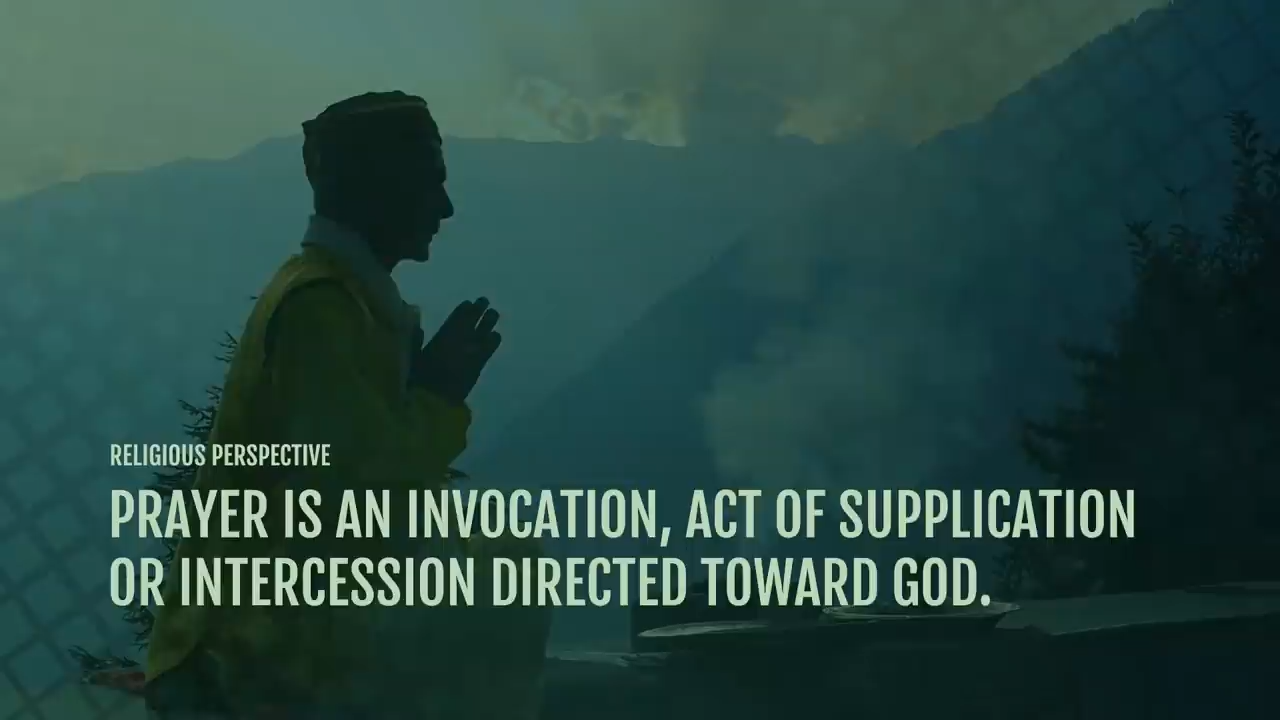 RELIGIOUS PERSPECTIVE
PRAYER IS AN INVOCATION, ACT OF SUPPLICATION
OR INTERCESSION DIRECTED TOWARD GOD.